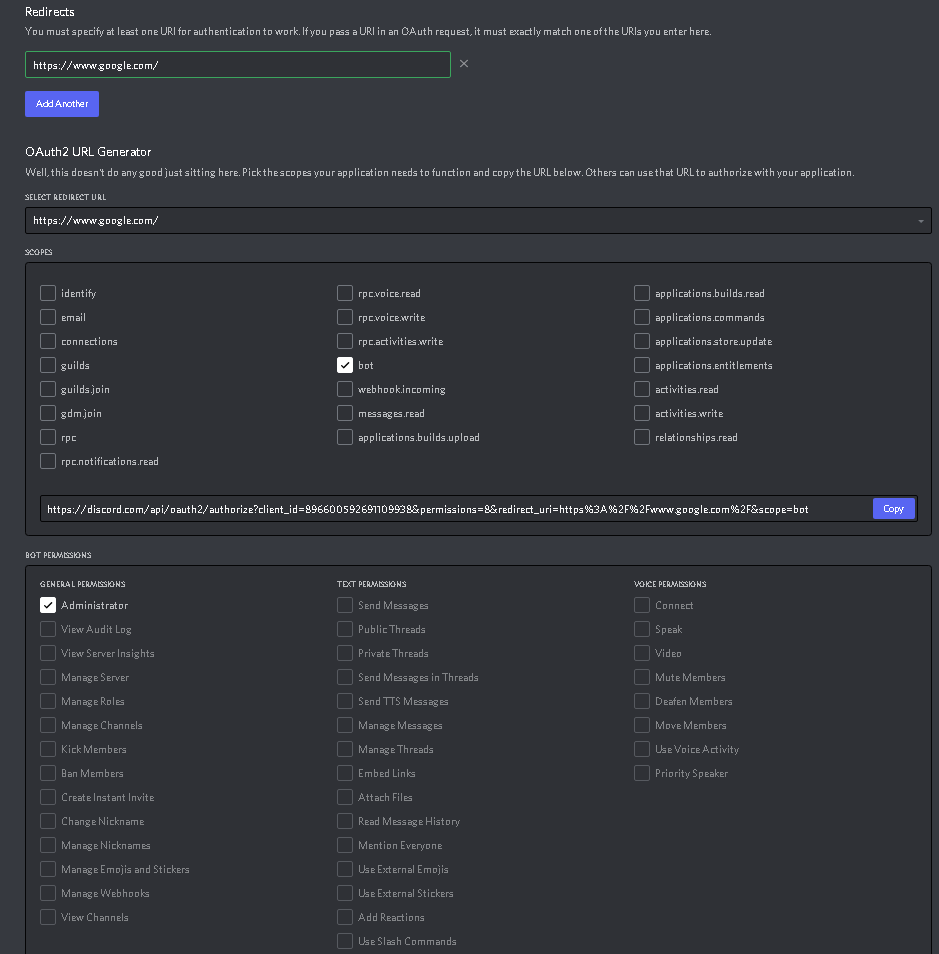 Redirects
You must specify at least one URI for authentication to work. If you pass a URI in an OAuth request, it must exactly match one of the URIs you enter here.
https://www.google.com/
Add Another
OAuth2 URL Generator
Well, this doesn't do any good just sitting here. Pick the scopes your application needs to function and copy the URL below. Others can use that URL to authorize with your application.
SELECT REDIRECT URL
https://www.google.com/
SCOPES
identify
email
connections
guilds
guilds.join
gdm.join
rpc
rpc.notifications.read
rpc.voice.read
rpc.voice.write
rpc.activities.write
bot
webhook.incoming
messages.read
applications.builds.upload
applications.builds.read
applications.commands
applications.store.update
applications.entitlements
activities.read
activities.write
relationships.read
https://discord.com/api/oauth2/authorize?client_id=896600592691109938&permissions=8&redirect_uri=https%3A%2F%2Fwww.google.com%2F&scope=bot
Copy
BOT PERMISSIONS
GENERAL PERMISSIONS
Administrator
View Audit Log
View Server Insights
Manage Server
Manage Roles
Manage Channels
Kick Members
Ban Members
Create Instant Invite
Change Nickname
Manage Nicknames
Manage Emojis and Stickers
Manage Webhooks
View Channels
TEXT PERMISSIONS
Send Messages
Public Threads
Private Threads
Send Messages in Threads
Send TTS Messages
Manage Messages
Manage Threads
Embed Links
Attach Files
Read Message History
Mention Everyone
Use External Emojis
Use External Stickers
Add Reactions
Use Slash Commands
VOICE PERMISSIONS
Connect
Speak
Video
Mute Members
Deafen Members
Move Members
Use Voice Activity
Priority Speaker